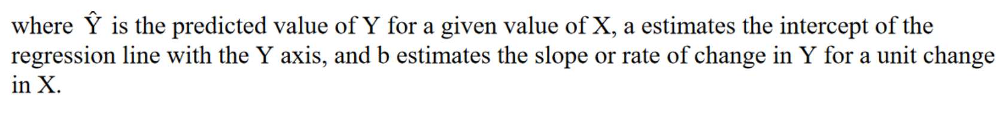 where Ŷ is the predicted value of Y for a given value of X, a estimates the intercept of the
regression line with the Y axis, and b estimates the slope or rate of change in Y for a unit change
in X.